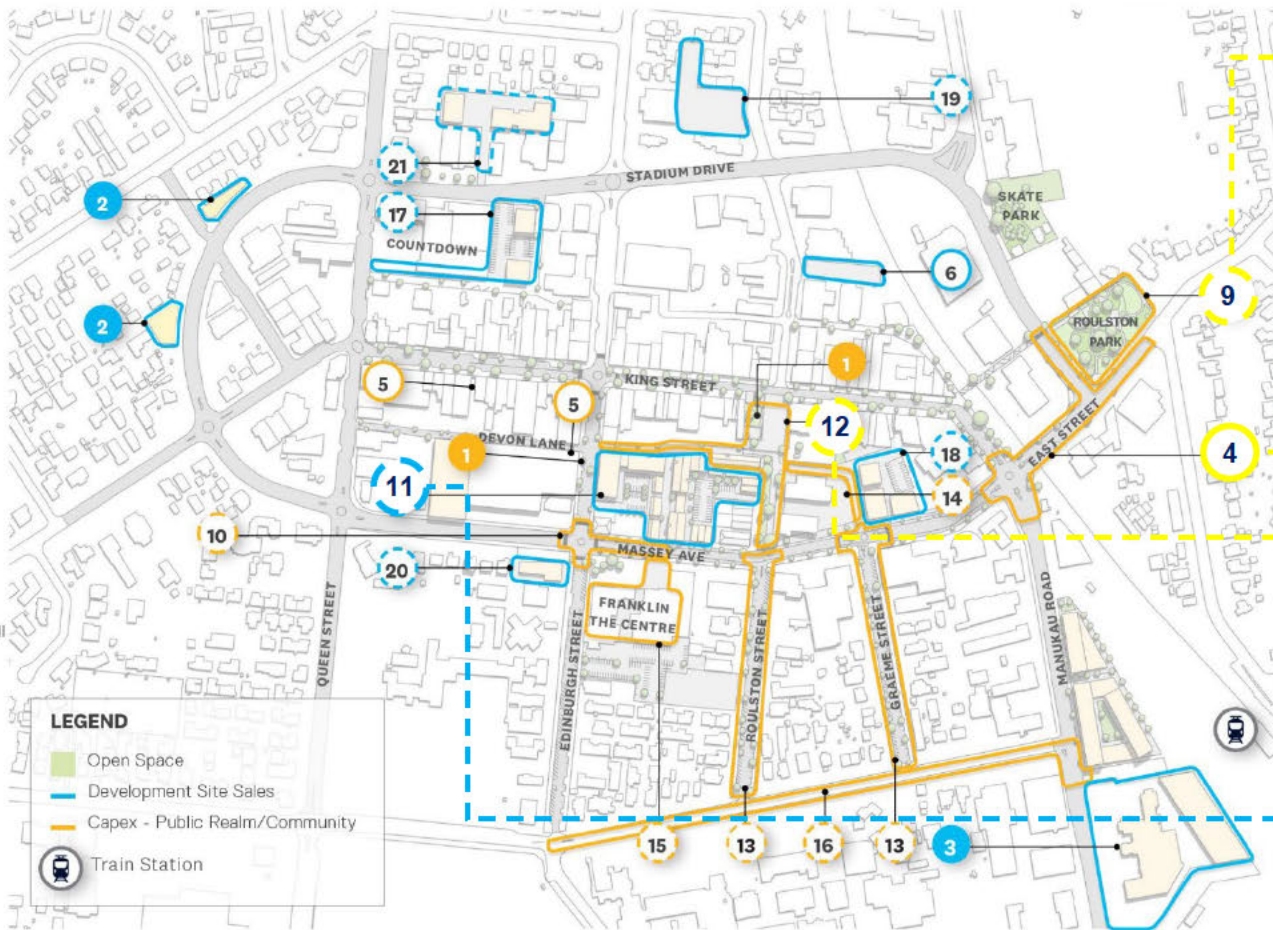 19
STADIUM DRIVE
21
2
17
SKATE
PARK
COUNTDOWN
6
9
2
ROULSTON
PARK
1
5
KING STREET
5
12
EAST STREET
4
DEVON LANE
1
18
11
14
10
MASSEY AVE
20
FRANKLIN
THE CENTRE
QUEEN STREET
EDINBURGH STREET
ROULSTON STREET
GRAEME STREET
MANUKAU ROAD
LEGEND
Open Space
Development Site Sales
Capex - Public Realm/Community
Train Station
15
13
16
13
3